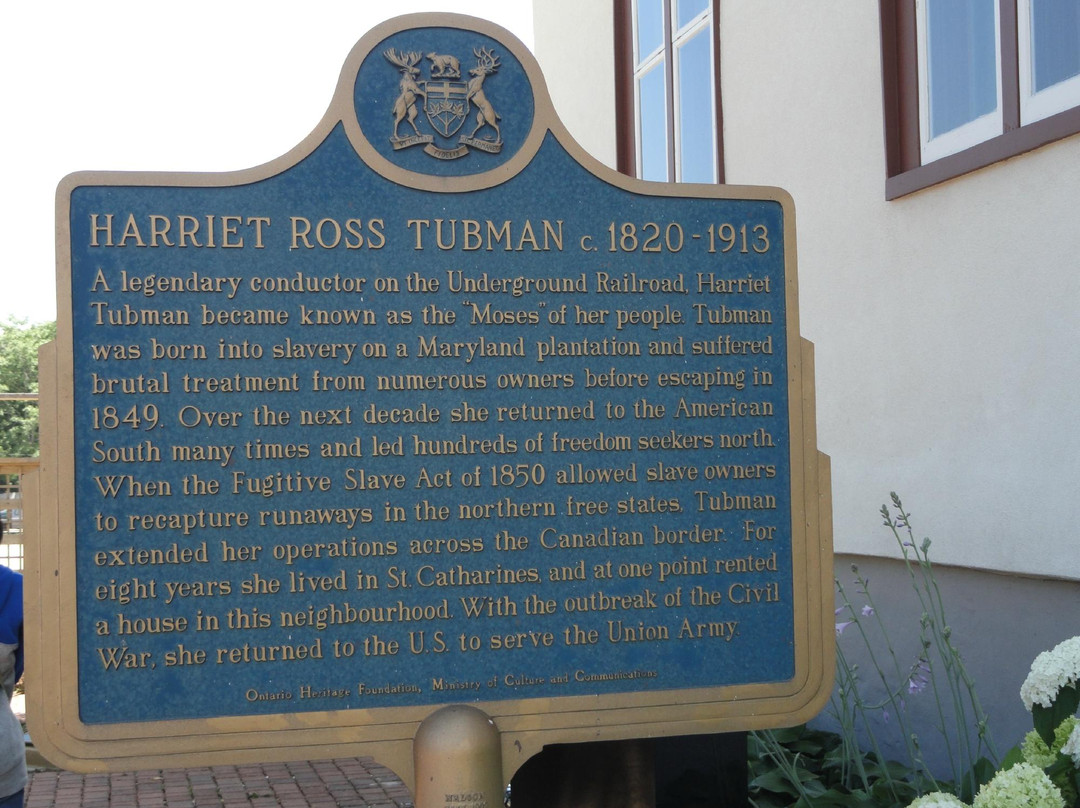 HARRIET ROSS TUBMAN c. 1820-1913
A legendary conductor on the Underground Railroad, Harriet
Tubman became known as the "Moses" of her people. Tubman
was born into slavery on a Maryland plantation and suffered
brutal treatment from numerous owners before escaping in
1849. Over the next decade she returned to the American
South many times and led hundreds of freedom seekers north.
When the Fugitive Slave Act of 1850 allowed slave owners
to recapture runaways in the northern free states, Tubman
extended her operations across the Canadian border. For
eight years she lived in St. Catharines, and at one point rented
a house in this neighbourhood. With the outbreak of the Civil
War, she returned to the U.S. to serve the Union Army.
Ontario Heritage Foundation, Ministry of Culture and Communications